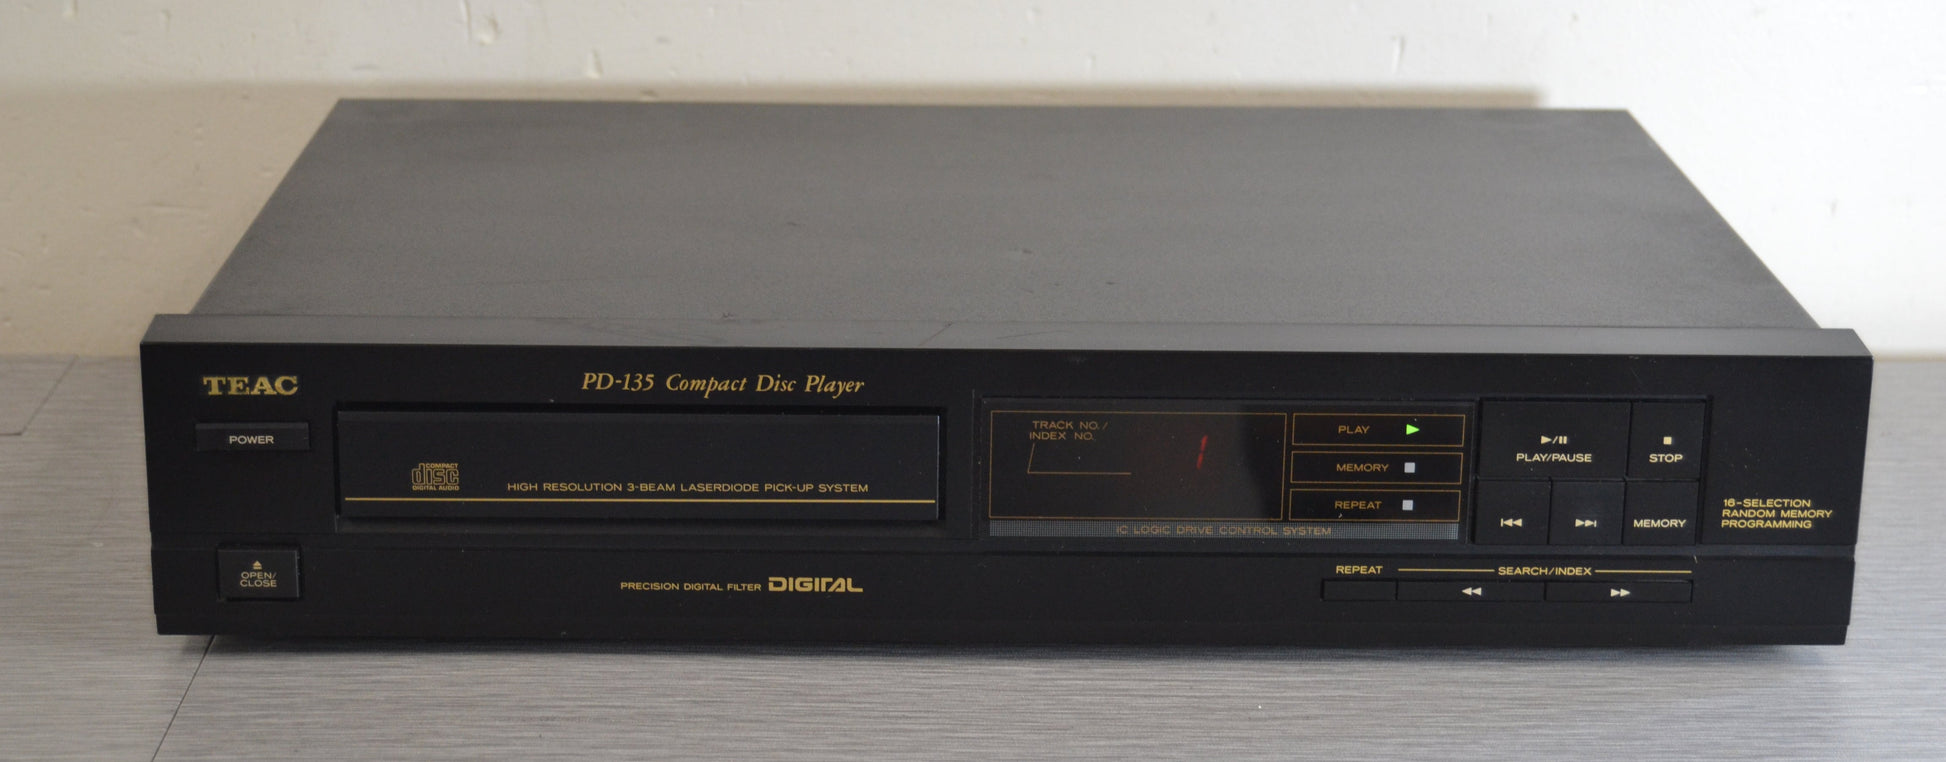 TEAC
PD-135 Compact Disc Player
POWER
COMPACT
disc
DIGITAL AUDIO
HIGH RESOLUTION 3-BEAM LASERDIODE PICK-UP SYSTEM
OPEN/
CLOSE
PRECISION DIGITAL FILTER DIGITAL
TRACK NO./
INDEX NO.
1
PLAY
MEMORY
REPEAT
IC LOGIC DRIVE CONTROL SYSTEM
PLAY/PAUSE
STOP
MEMORY
16-SELECTION
RANDOM MEMORY
PROGRAMMING
REPEAT
SEARCH/INDEX